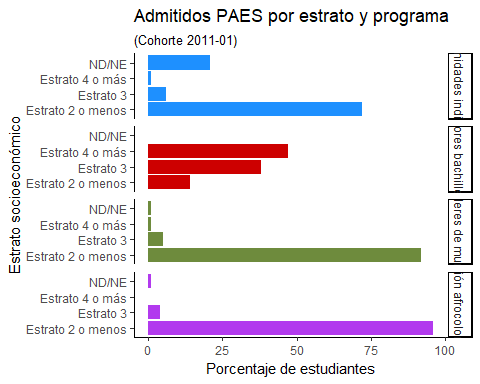 Admitidos PAES por estrato y programa
(Cohorte 2011-01)
Estrato socioeconómico
ND/NE
Estrato 4 o más
Estrato 3
Estrato 2 o menos
ND/NE
Estrato 4 o más
Estrato 3
Estrato 2 o menos
ND/NE
Estrato 4 o más
Estrato 3
Estrato 2 o menos
ND/NE
Estrato 4 o más
Estrato 3
Estrato 2 o menos
0 25 50 75 100
Porcentaje de estudiantes